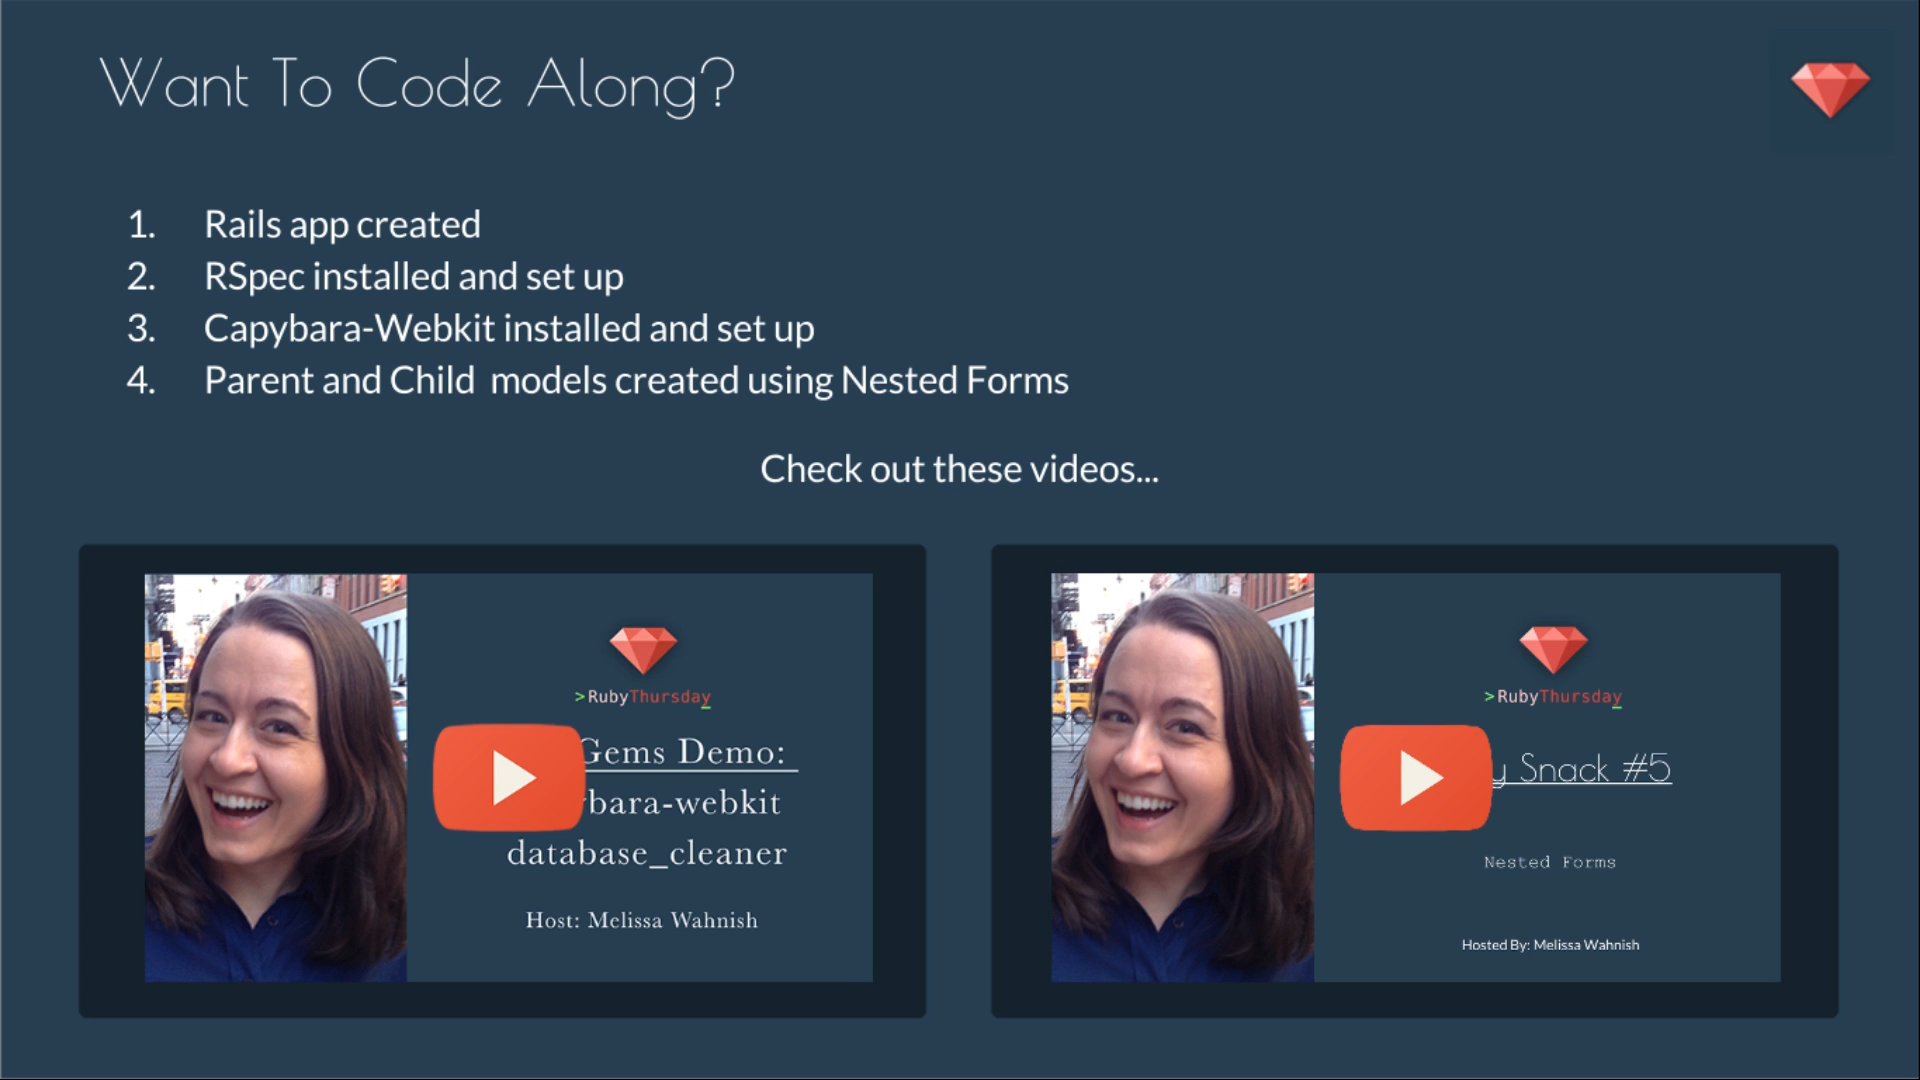 Want To Code Along?
1. Rails app created
2. RSpec installed and set up
3. Capybara-Webkit installed and set up
4. Parent and Child models created using Nested Forms
Check out these videos...
>RubyThursday
Gems Demo:
database_cleaner
Host: Melissa Wahnish
>RubyThursday
Snack #5
Nested Forms
Hosted By: Melissa Wahnish